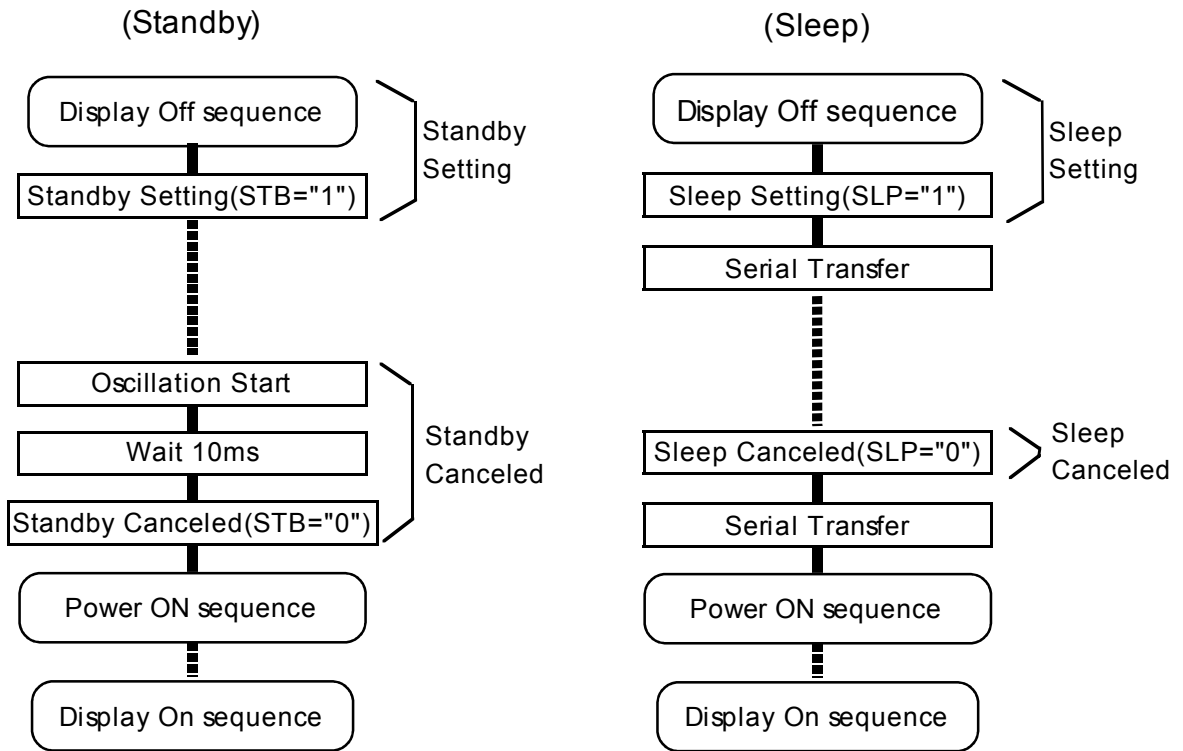 (Standby)
Display Off sequence
Standby
Setting
Standby Setting(STB="1")
Oscillation Start
Wait 10ms
Standby
Canceled
Standby Canceled(STB="0")
Power ON sequence
Display On sequence
(Sleep)
Display Off sequence
Sleep
Setting
Sleep Setting(SLP="1")
Serial Transfer
Sleep Canceled(SLP="0")
Sleep
Canceled
Serial Transfer
Power ON sequence
Display On sequence